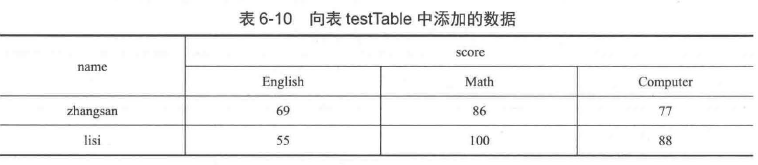 表 6-10 向表 testTable 中添加的数据
name score
English Math Computer
zhangsan 69 86 77
lisi 55 100 88